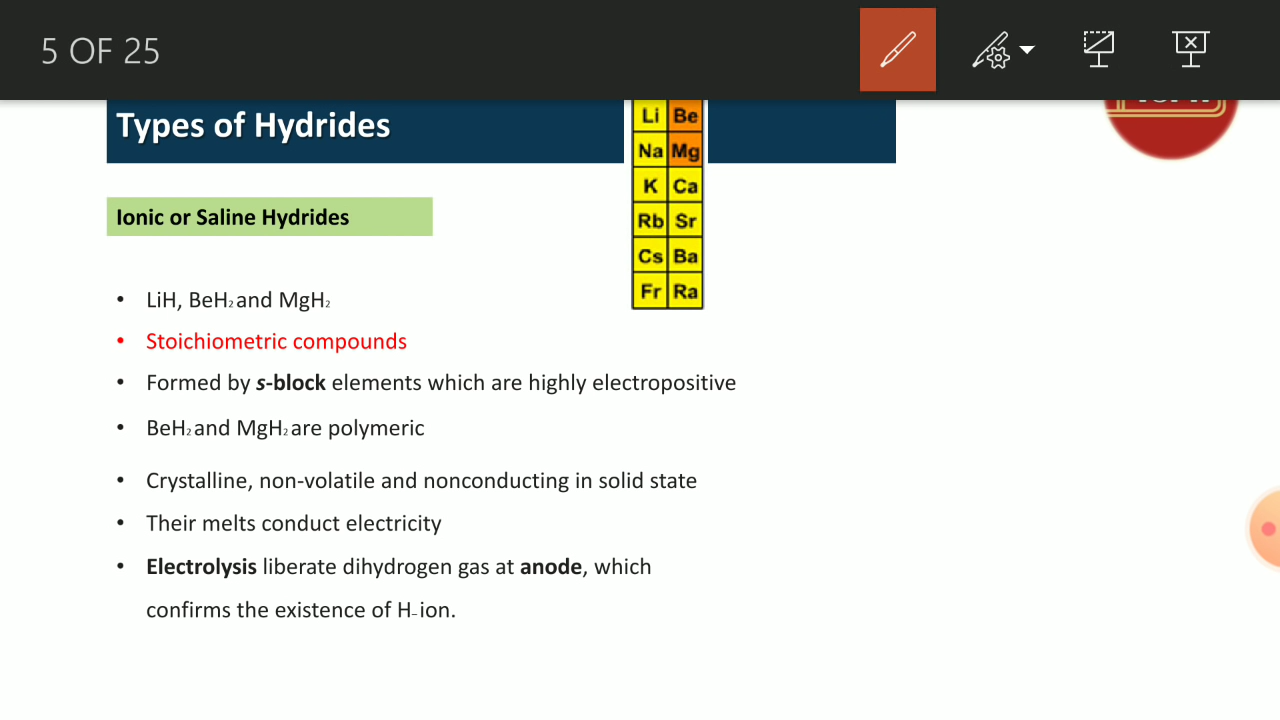 5 OF 25
Types of Hydrides
Li Be
Na Mg
K Ca
Rb Sr
Cs Ba
Fr Ra
Ionic or Saline Hydrides
• LiH, BeH₂ and MgH₂
• Stoichiometric compounds
• Formed by s-block elements which are highly electropositive
• BeH₂ and MgH₂ are polymeric
• Crystalline, non-volatile and nonconducting in solid state
• Their melts conduct electricity
• Electrolysis liberate dihydrogen gas at anode, which
confirms the existence of H₋ ion.